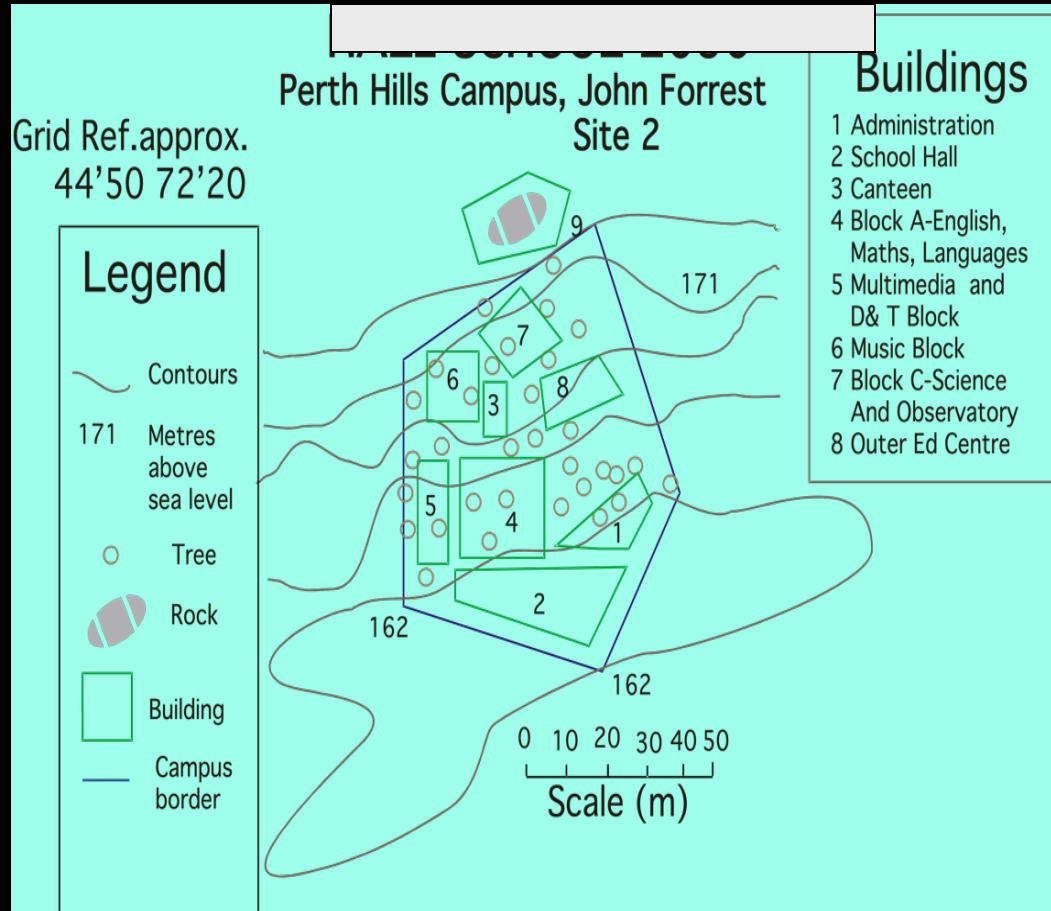 Perth Hills Campus, John Forrest
Site 2
Grid Ref.approx.
44'50 72'20
Legend
Contours
171 Metres
above
sea level
Tree
Rock
Building
Campus
border
Buildings
1 Administration
2 School Hall
3 Canteen
4 Block A-English,
Maths, Languages
5 Multimedia and
D& T Block
6 Music Block
7 Block C-Science
And Observatory
8 Outer Ed Centre
9
171
7
6
3
8
5
4
1
2
162
162
0 10 20 30 40 50
Scale (m)